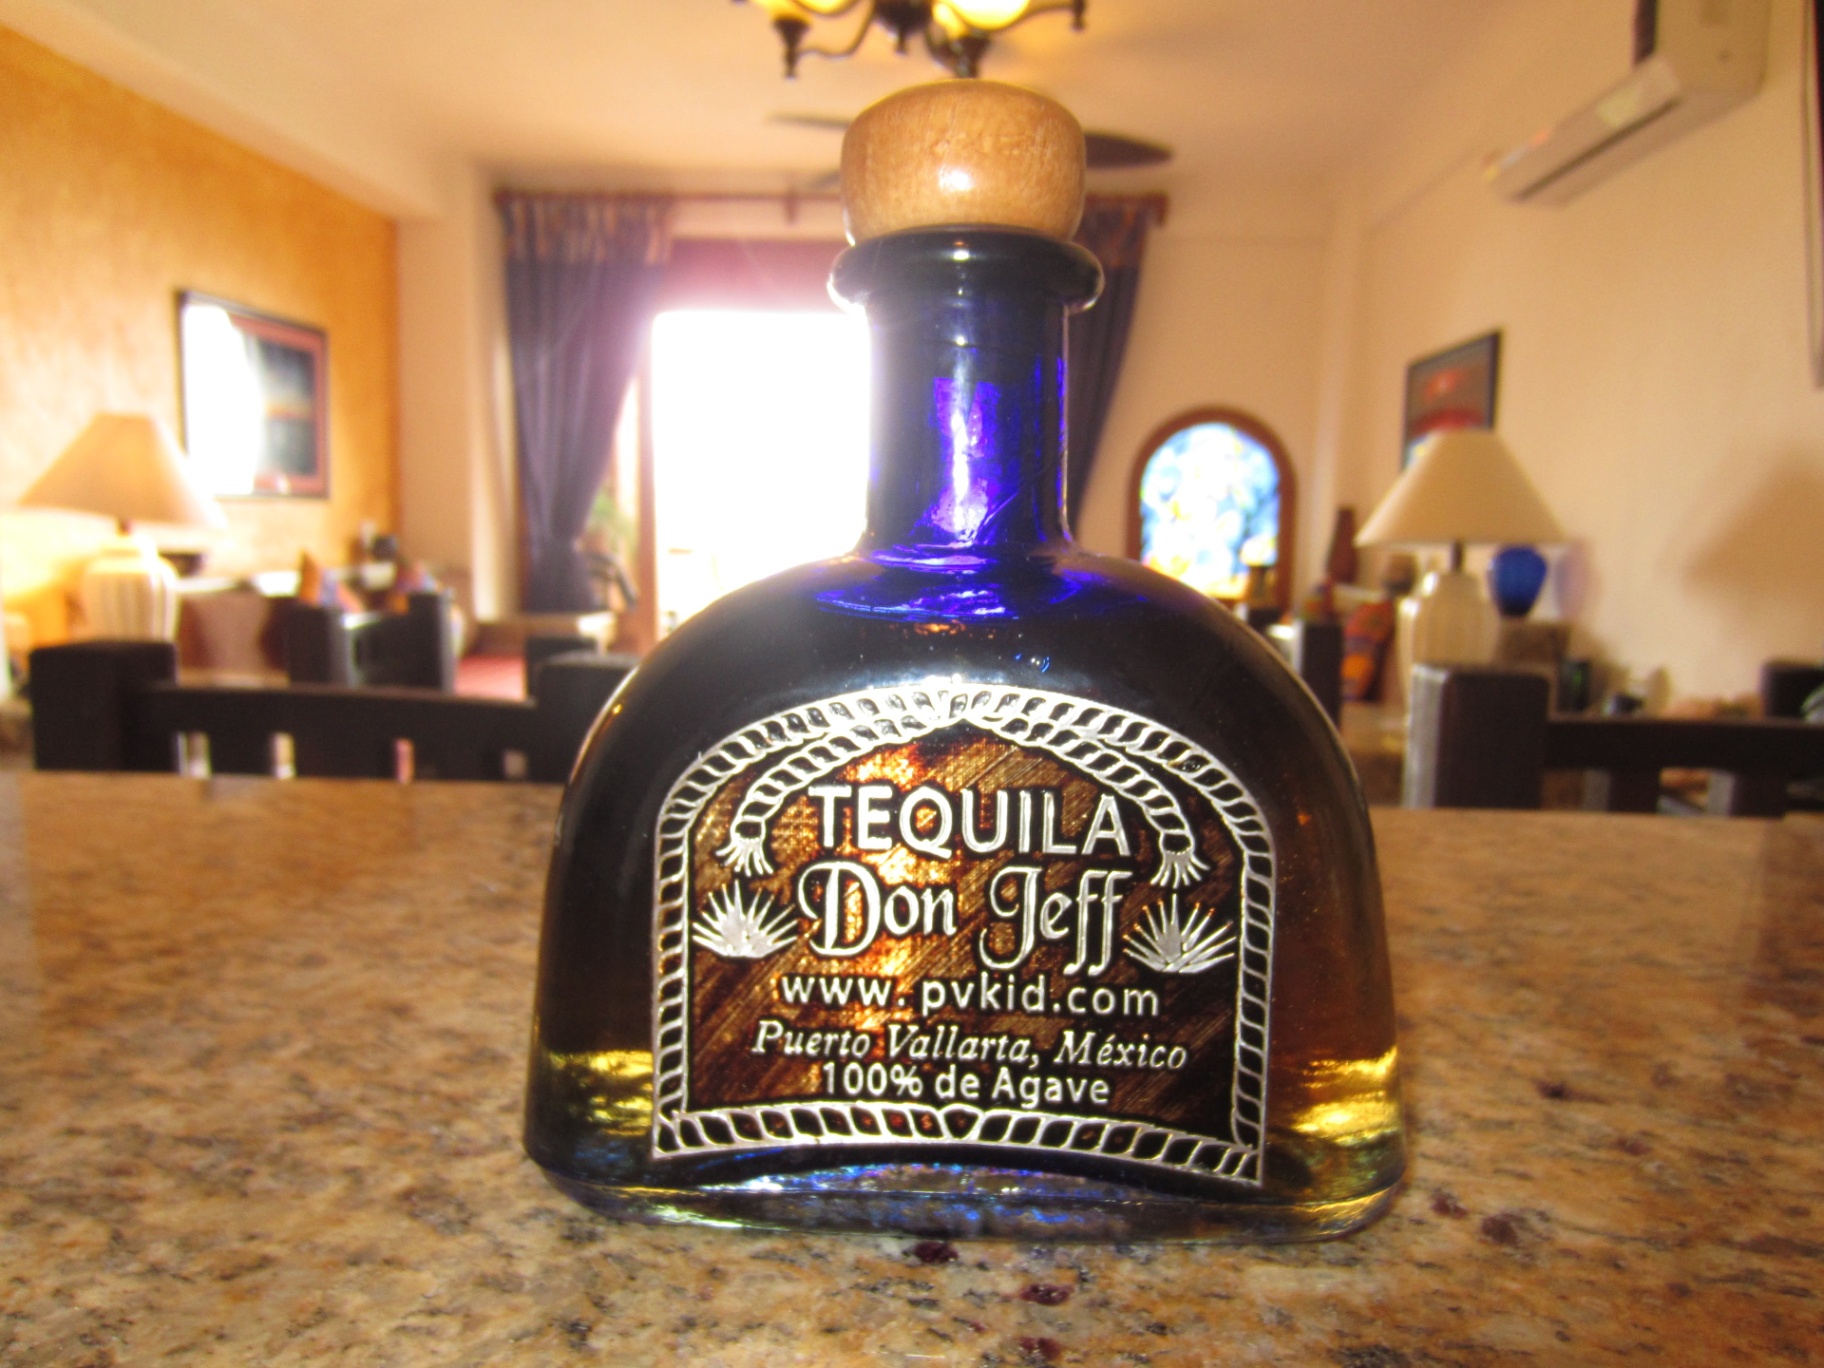 TEQUILA
Don Jeff
www.pvkid.com
Puerto Vallarta, México
100% de Agave